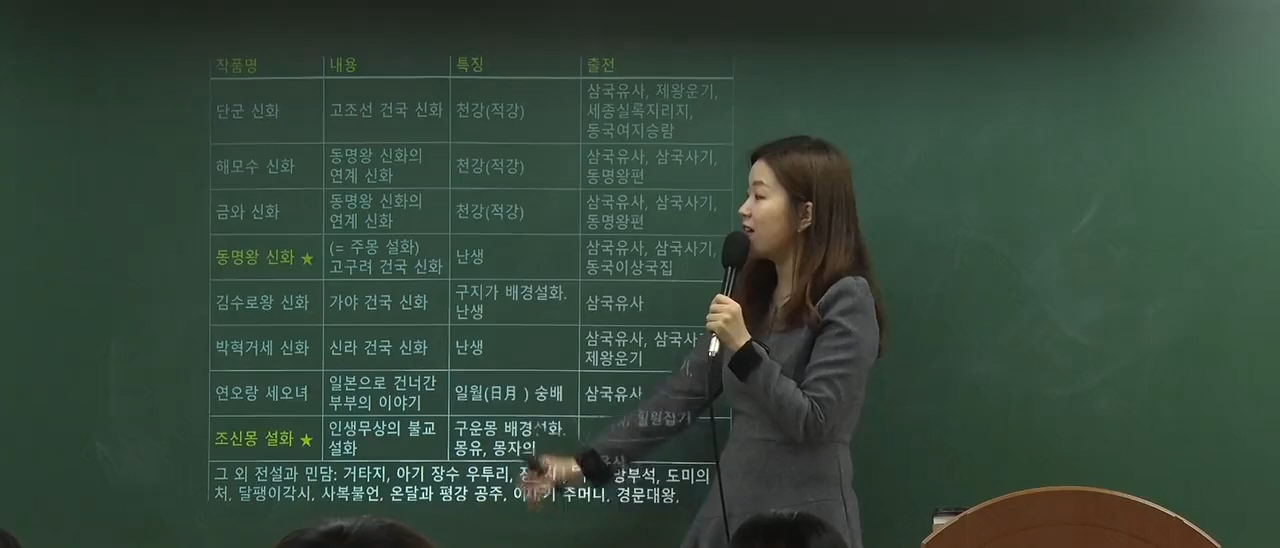 작품명 내용 특징 출전
단군 신화 고조선 건국 신화 천강(적강) 삼국유사, 제왕운기,
세종실록지리지,
동국여지승람
해모수 신화 동명왕 신화의
연계 신화 천강(적강) 삼국유사, 삼국사기,
동명왕편
금와 신화 동명왕 신화의
연계 신화 천강(적강) 삼국유사, 삼국사기,
동명왕편
동명왕 신화 ★ (= 주몽 설화)
고구려 건국 신화 난생 삼국유사, 삼국사기,
동국이상국집
김수로왕 신화 가야 건국 신화 구지가 배경설화.
난생 삼국유사
박혁거세 신화 신라 건국 신화 난생 삼국유사,
제왕운기
연오랑 세오녀 일본으로 건너간
부부의 이야기 일월(日月 ) 숭배 삼국유사
조신몽 설화 ★ 인생무상의 불교
설화 구운몽 배경설화.
몽유, 몽자의
그 외 전설과 민담: 거타지, 아기 장수 우투리, 망부석, 도미의
처, 달팽이각시, 사복불언, 온달과 평강 공주, 주머니, 경문대왕,